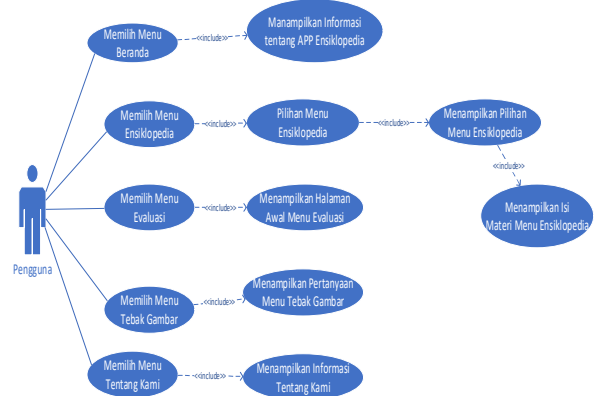 Memilih Menu
Beranda
<<include>>
Manampilkan Informasi
tentang APP Ensiklopedia
Memilih Menu
Ensiklopedia
<<include>>
Pilihan Menu
Ensiklopedia
<<include>>
Menampilkan Pilihan
Menu Ensiklopedia
<<include>>
Menampilkan Isi
Materi Menu Ensiklopedia
Pengguna
Memilih Menu
Evaluasi
<<include>>
Menampilkan Halaman
Awal Menu Evaluasi
Memilih Menu
Tebak Gambar
<<include>>
Menampilkan Pertanyaan
Menu Tebak Gambar
Memilih Menu
Tentang Kami
<<include>>
Menampilkan Informasi
Tentang Kami